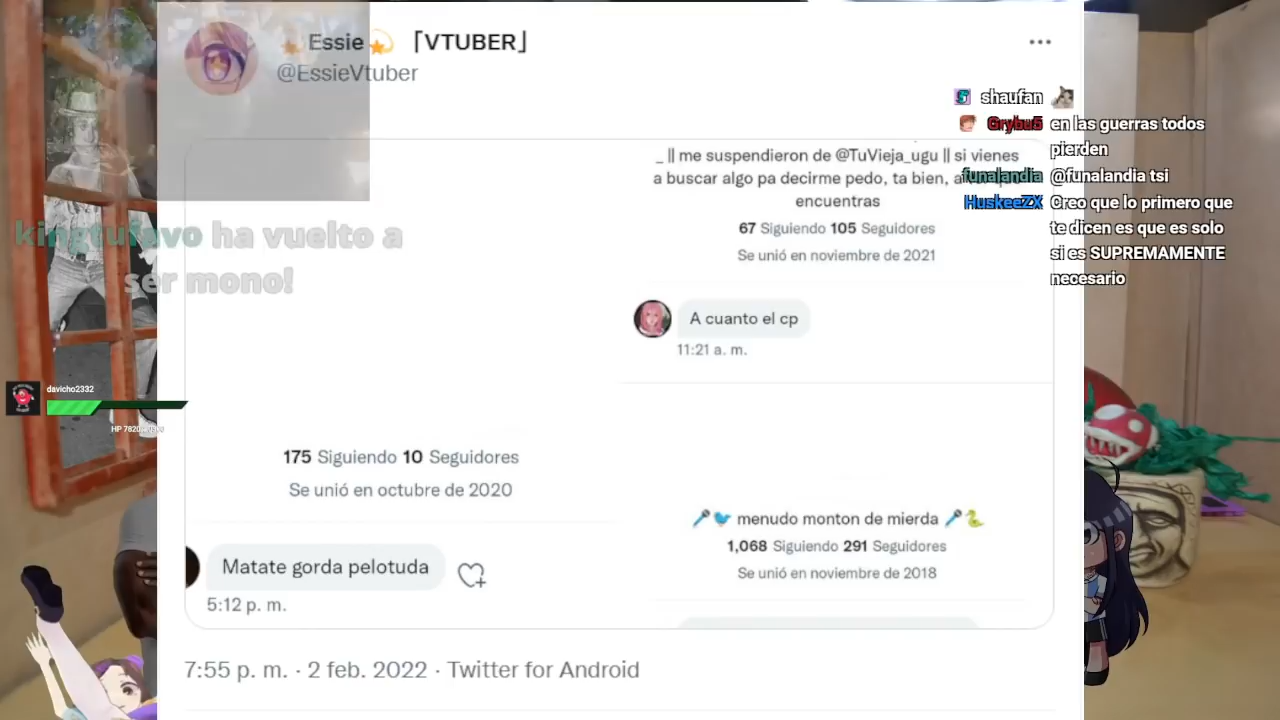 Essie 「VTUBER」
@EssieVtuber
_ || me suspendieron de @TuVieja_ugu || si vienes
a buscar algo pa decirme pedo, ta bien, a
encuentras
67 Siguiendo 105 Seguidores
Se unió en noviembre de 2021
A cuanto el cp
11:21 a. m.
175 Siguiendo 10 Seguidores
Se unió en octubre de 2020
menudo monton de mierda
1,068 Siguiendo 291 Seguidores
Se unió en noviembre de 2018
Matate gorda pelotuda
5:12 p. m.
7:55 p. m. · 2 feb. 2022 · Twitter for Android
shaufan
Grybu5 en las guerras todos
pierden
funalandia @funalandia tsi
HuskeeZX Creo que lo primero que
te dicen es que es solo
si es SUPREMAMENTE
necesario
kingtufavo ha vuelto a
ser mono!
davicho2332